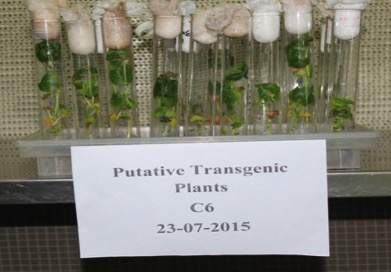 Putative Transgenic
Plants
C6
23-07-2015